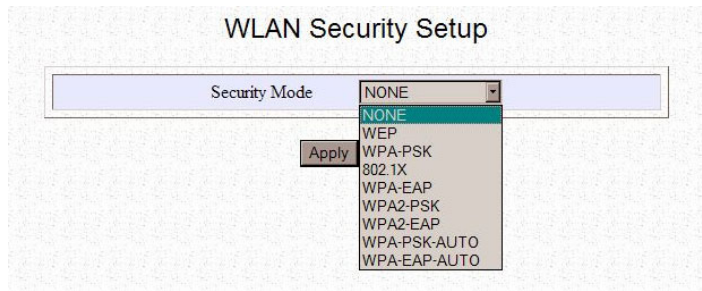 WLAN Security Setup
Security Mode NONE
NONE
WEP
Apply WPA-PSK
802.1X
WPA-EAP
WPA2-PSK
WPA2-EAP
WPA-PSK-AUTO
WPA-EAP-AUTO